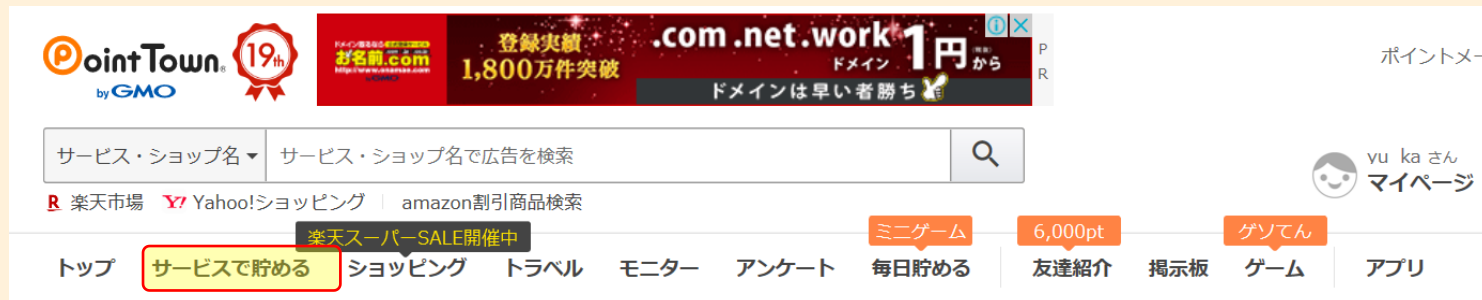 PointTown
by GMO
19th
ドメイン取るなら
お名前.com
http://www.onamae.com
by GMO
登録実績
1,800万件突破
.com .net .work
ドメイン
1円(税抜)から
ドメインは早い者勝ち
PR
ポイントメー
サービス・ショップ名
サービス・ショップ名で広告を検索
yu ka さん
マイページ
楽天市場
Yahoo!ショッピング
amazon割引商品検索
楽天スーパーSALE開催中
ミニゲーム
6,000pt
ゲソてん
トップ サービスで貯める ショッピング トラベル モニター アンケート 毎日貯める 友達紹介 掲示板 ゲーム アプリ